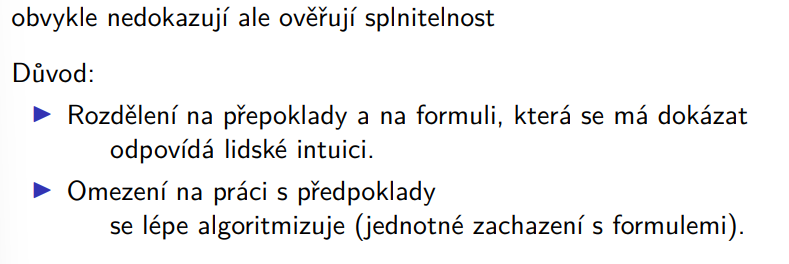 obvykle nedokazují ale ověřují splnitelnost
Důvod:
Rozdělení na přepoklady a na formuli, která se má dokázat
odpovídá lidské intuici.
Omezení na práci s předpoklady
se lépe algoritmizuje (jednotné zachazení s formulemi).